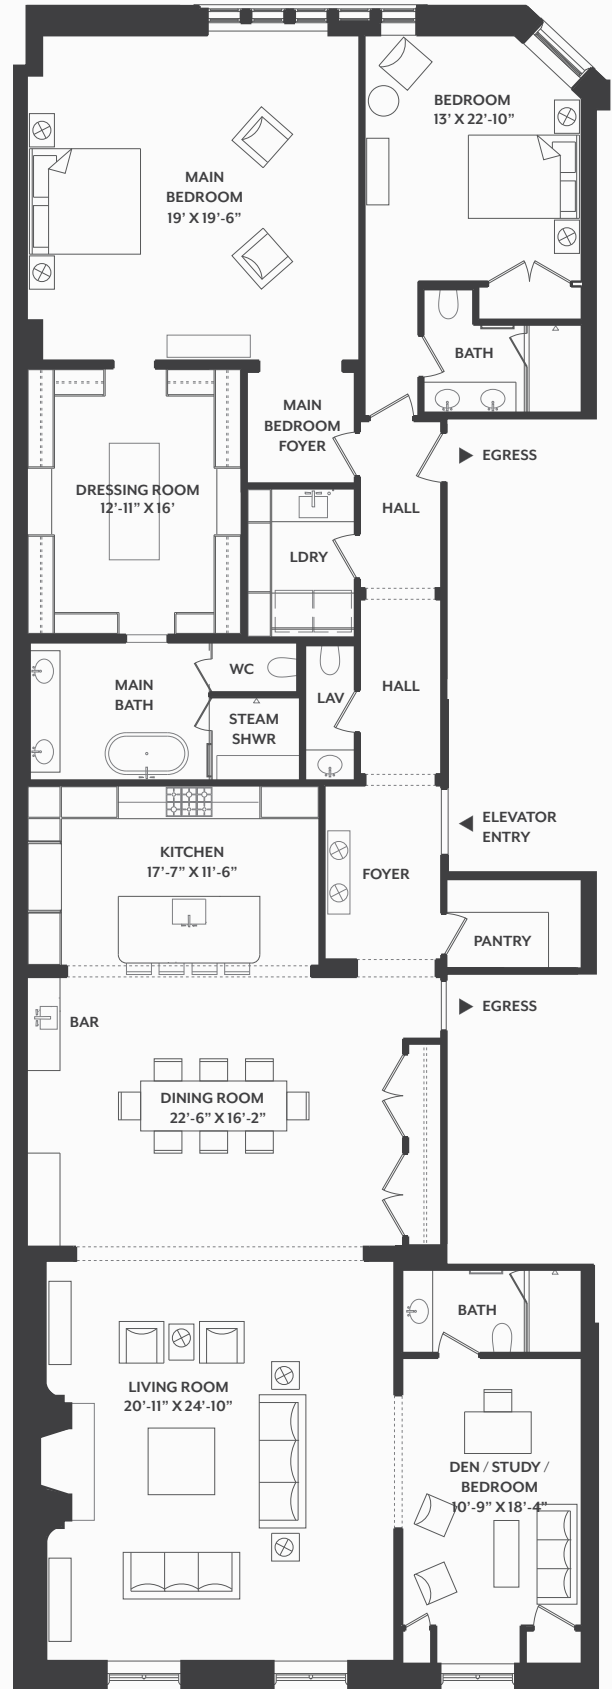 BEDROOM
13’ X 22’-10”
MAIN
BEDROOM
19’ X 19’-6”
BATH
MAIN
BEDROOM
FOYER
EGRESS
DRESSING ROOM
12’-11” X 16’
HALL
LDRY
WC
MAIN
BATH
LAV
HALL
STEAM
SHWR
ELEVATOR
ENTRY
KITCHEN
17’-7” X 11’-6”
FOYER
PANTRY
EGRESS
BAR
DINING ROOM
22’-6” X 16’-2”
BATH
LIVING ROOM
20’-11” X 24’-10”
DEN / STUDY /
BEDROOM
10’-9” X 18’-4”